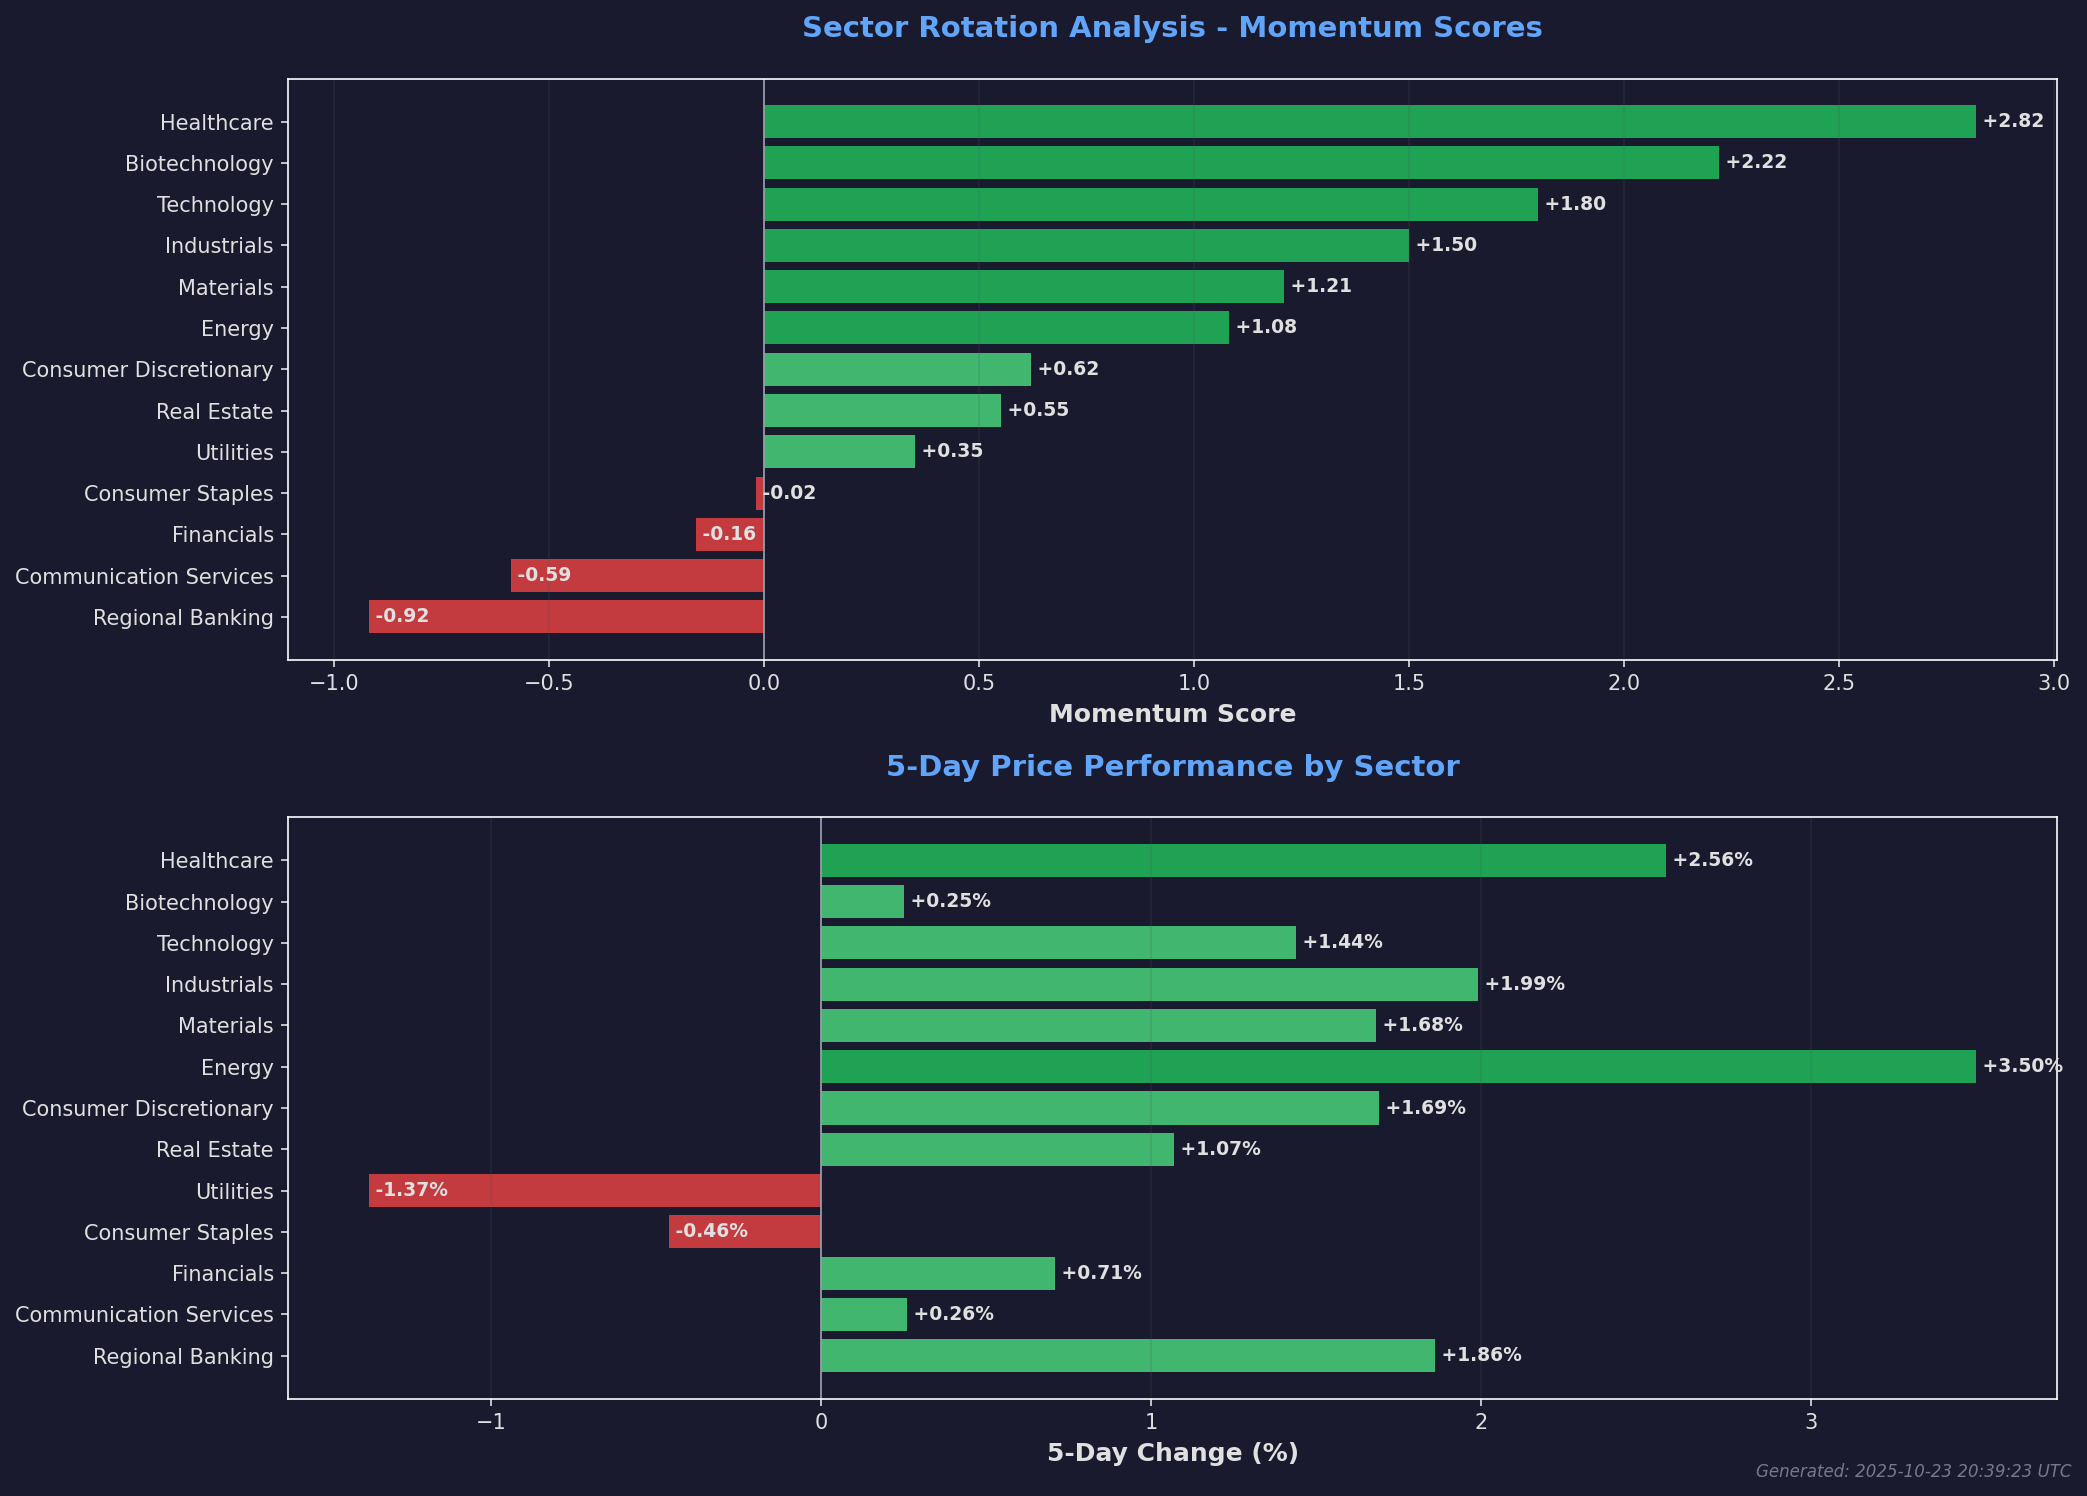 Sector Rotation Analysis - Momentum Scores
Healthcare +2.82
Biotechnology +2.22
Technology +1.80
Industrials +1.50
Materials +1.21
Energy +1.08
Consumer Discretionary +0.62
Real Estate +0.55
Utilities +0.35
Consumer Staples -0.02
Financials -0.16
Communication Services -0.59
Regional Banking -0.92
−1.0 −0.5 0.0 0.5 1.0 1.5 2.0 2.5 3.0
Momentum Score
5-Day Price Performance by Sector
Healthcare +2.56%
Biotechnology +0.25%
Technology +1.44%
Industrials +1.99%
Materials +1.68%
Energy +3.50%
Consumer Discretionary +1.69%
Real Estate +1.07%
Utilities -1.37%
Consumer Staples -0.46%
Financials +0.71%
Communication Services +0.26%
Regional Banking +1.86%
−1 0 1 2 3
5-Day Change (%)
Generated: 2025-10-23 20:39:23 UTC